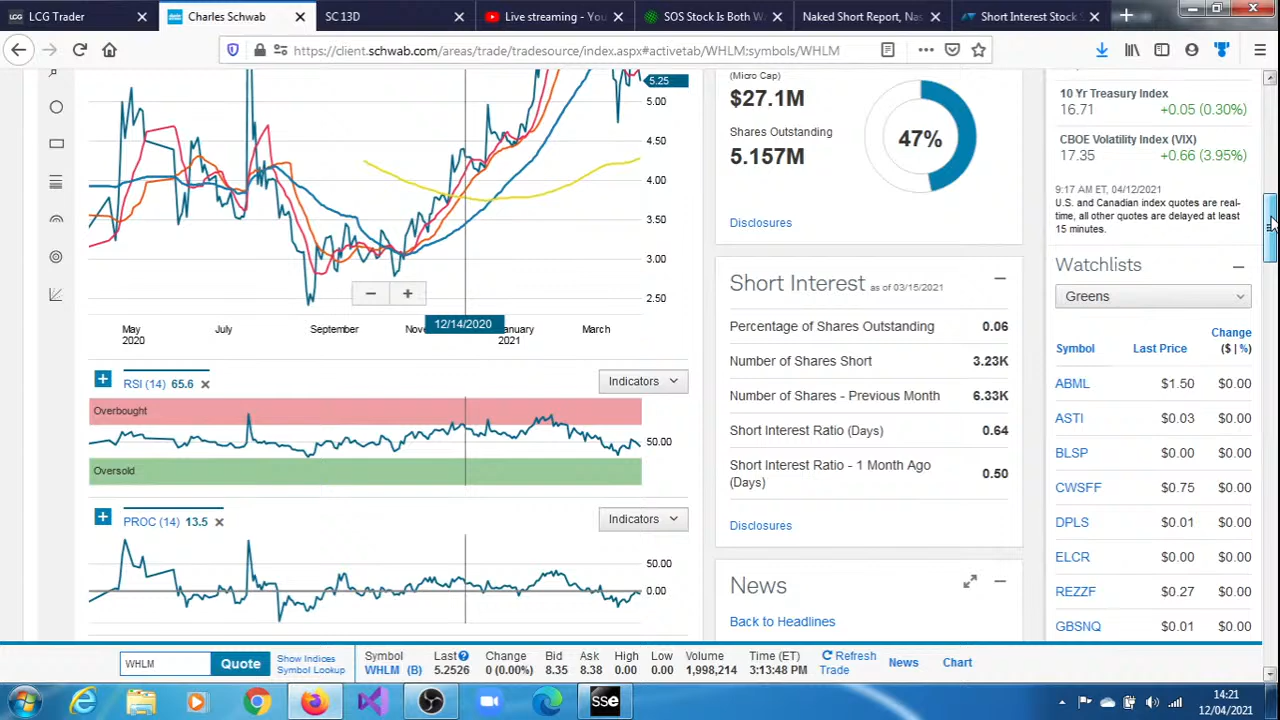 LCG Trader
Charles Schwab
SC 13D
Live streaming - You
SOS Stock Is Both W
Naked Short Report, Nas
Short Interest Stock S
https://client.schwab.com/areas/trade/tradesource/index.aspx#activetab/WHLM:symbols/WHLM
5.25
5.00
4.50
4.00
3.50
3.00
2.50
May
2020
July
September
Nove
12/14/2020
anuary
2021
March
RSI (14) 65.6
Indicators
Overbought
50.00
Oversold
PROC (14) 13.5
Indicators
50.00
0.00
(Micro Cap)
$27.1M
Shares Outstanding
5.157M
47%
Disclosures
Short Interest as of 03/15/2021
Percentage of Shares Outstanding 0.06
Number of Shares Short 3.23K
Number of Shares - Previous Month 6.33K
Short Interest Ratio (Days) 0.64
Short Interest Ratio - 1 Month Ago
(Days) 0.50
Disclosures
News
Back to Headlines
10 Yr Treasury Index
16.71 +0.05 (0.30%)
CBOE Volatility Index (VIX)
17.35 +0.66 (3.95%)
9:17 AM ET, 04/12/2021
U.S. and Canadian index quotes are real-
time, all other quotes are delayed at least
15 minutes.
Watchlists
Greens
Symbol Last Price Change
($ | %)
ABML $1.50 $0.00
ASTI $0.03 $0.00
BLSP $0.00 $0.00
CWSFF $0.75 $0.00
DPLS $0.01 $0.00
ELCR $0.00 $0.00
REZZF $0.27 $0.00
GBSNQ $0.01 $0.00
WHLM
Quote
Show Indices
Symbol Lookup
Symbol Last Change Bid Ask High Low Volume Time (ET)
WHLM (B) 5.2526 0 (0.00%) 8.35 8.38 0.00 0.00 1,998,214 3:13:48 PM
Refresh
Trade
News
Chart
SSe
14:21
12/04/2021